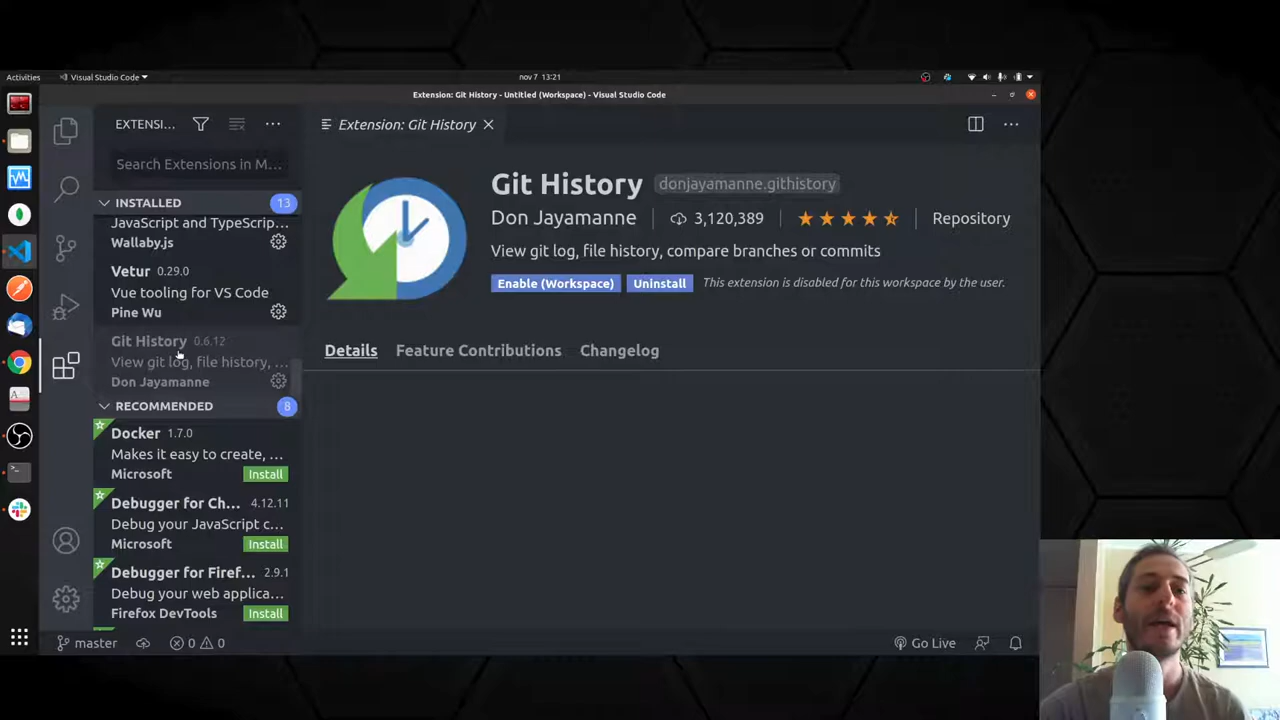 Activities
Visual Studio Code
nov 7 13:21
Extension: Git History - Untitled (Workspace) - Visual Studio Code
EXTENSI...
Search Extensions in M...
INSTALLED
13
JavaScript and TypeScrip...
Wallaby.js
Vetur 0.29.0
Vue tooling for VS Code
Pine Wu
Git History 0.6.12
View git log, file history, ...
Don Jayamanne
RECOMMENDED
8
Docker 1.7.0
Makes it easy to create, ...
Microsoft
Install
Debugger for Ch... 4.12.11
Debug your JavaScript c...
Microsoft
Install
Debugger for Firef... 2.9.1
Debug your web applica...
Firefox DevTools
Install
Extension: Git History
Git History donjayamanne.githistory
Don Jayamanne 3,120,389 Repository
View git log, file history, compare branches or commits
Enable (Workspace) Uninstall This extension is disabled for this workspace by the user.
Details Feature Contributions Changelog
master 0 0
Go Live